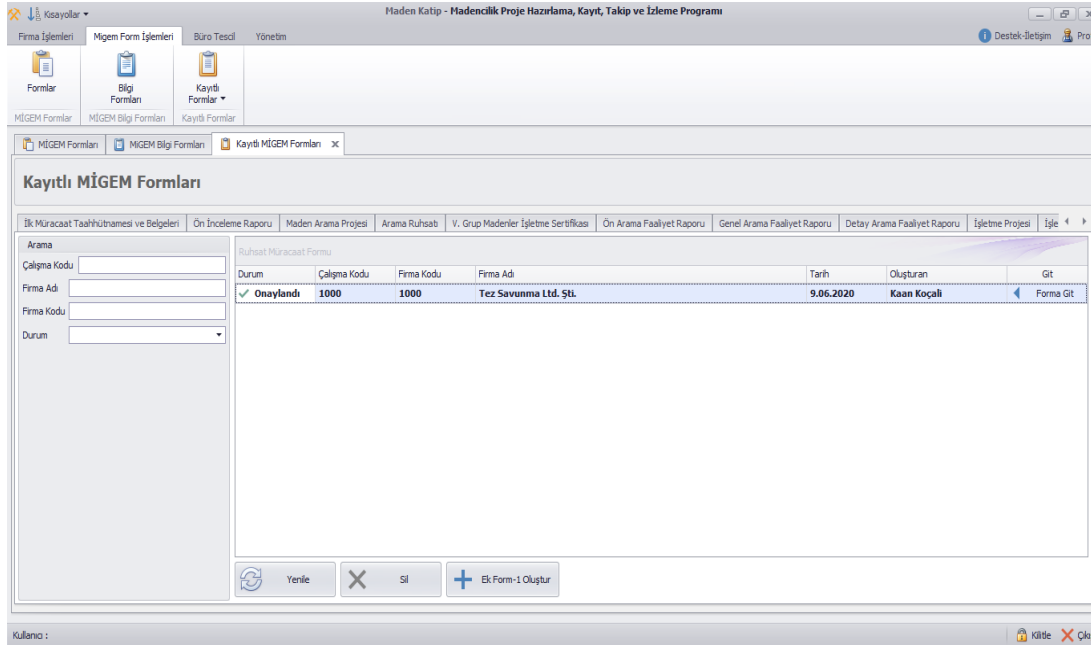 Kısayollar
Maden Katip - Madencilik Proje Hazırlama, Kayıt, Takip ve İzleme Programı
Firma İşlemleri Migem Form İşlemleri Büro Tescil Yönetim Destek-İletişim Pro
Formlar Bilgi Formları Kayıtlı Formlar
MİGEM Formlar MİGEM Bilgi Formları Kayıtlı Formlar
MİGEM Formları MİGEM Bilgi Formları Kayıtlı MİGEM Formları
Kayıtlı MİGEM Formları
İlk Müracaat Taahhütnamesi ve Belgeleri Ön İnceleme Raporu Maden Arama Projesi Arama Ruhsatı V. Grup Madenler İşletme Sertifikası Ön Arama Faaliyet Raporu Genel Arama Faaliyet Raporu Detay Arama Faaliyet Raporu İşletme Projesi İşle
Arama
Çalışma Kodu
Firma Adı
Firma Kodu
Durum
Ruhsat Müracaat Formu
Durum Çalışma Kodu Firma Kodu Firma Adı Tarih Oluşturan Git
Onaylandı 1000 1000 Tez Savunma Ltd. Şti. 9.06.2020 Kaan Koçali Forma Git
Yenile Sil Ek Form-1 Oluştur
Kullanıcı : Kilitle Çıkı